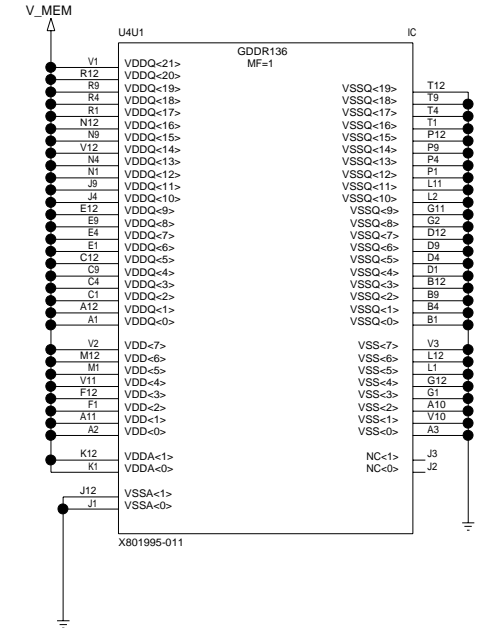 V_MEM
U4U1 IC
GDDR136
MF=1
V1 VDDQ<21>
R12 VDDQ<20>
R9 VDDQ<19> VSSQ<19> T12
R4 VDDQ<18> VSSQ<18> T9
R1 VDDQ<17> VSSQ<17> T4
N12 VDDQ<16> VSSQ<16> T1
N9 VDDQ<15> VSSQ<15> P12
V12 VDDQ<14> VSSQ<14> P9
N4 VDDQ<13> VSSQ<13> P4
N1 VDDQ<12> VSSQ<12> P1
J9 VDDQ<11> VSSQ<11> L11
J4 VDDQ<10> VSSQ<10> L2
E12 VDDQ<9> VSSQ<9> G11
E9 VDDQ<8> VSSQ<8> G2
E4 VDDQ<7> VSSQ<7> D12
E1 VDDQ<6> VSSQ<6> D9
C12 VDDQ<5> VSSQ<5> D4
C9 VDDQ<4> VSSQ<4> D1
C4 VDDQ<3> VSSQ<3> B12
C1 VDDQ<2> VSSQ<2> B9
A12 VDDQ<1> VSSQ<1> B4
A1 VDDQ<0> VSSQ<0> B1
V2 VDD<7> VSS<7> V3
M12 VDD<6> VSS<6> L12
M1 VDD<5> VSS<5> L1
V11 VDD<4> VSS<4> G12
F12 VDD<3> VSS<3> G1
F1 VDD<2> VSS<2> A10
A11 VDD<1> VSS<1> V10
A2 VDD<0> VSS<0> A3
K12 VDDA<1> NC<1> J3
K1 VDDA<0> NC<0> J2
J12 VSSA<1>
J1 VSSA<0>
X801995-011